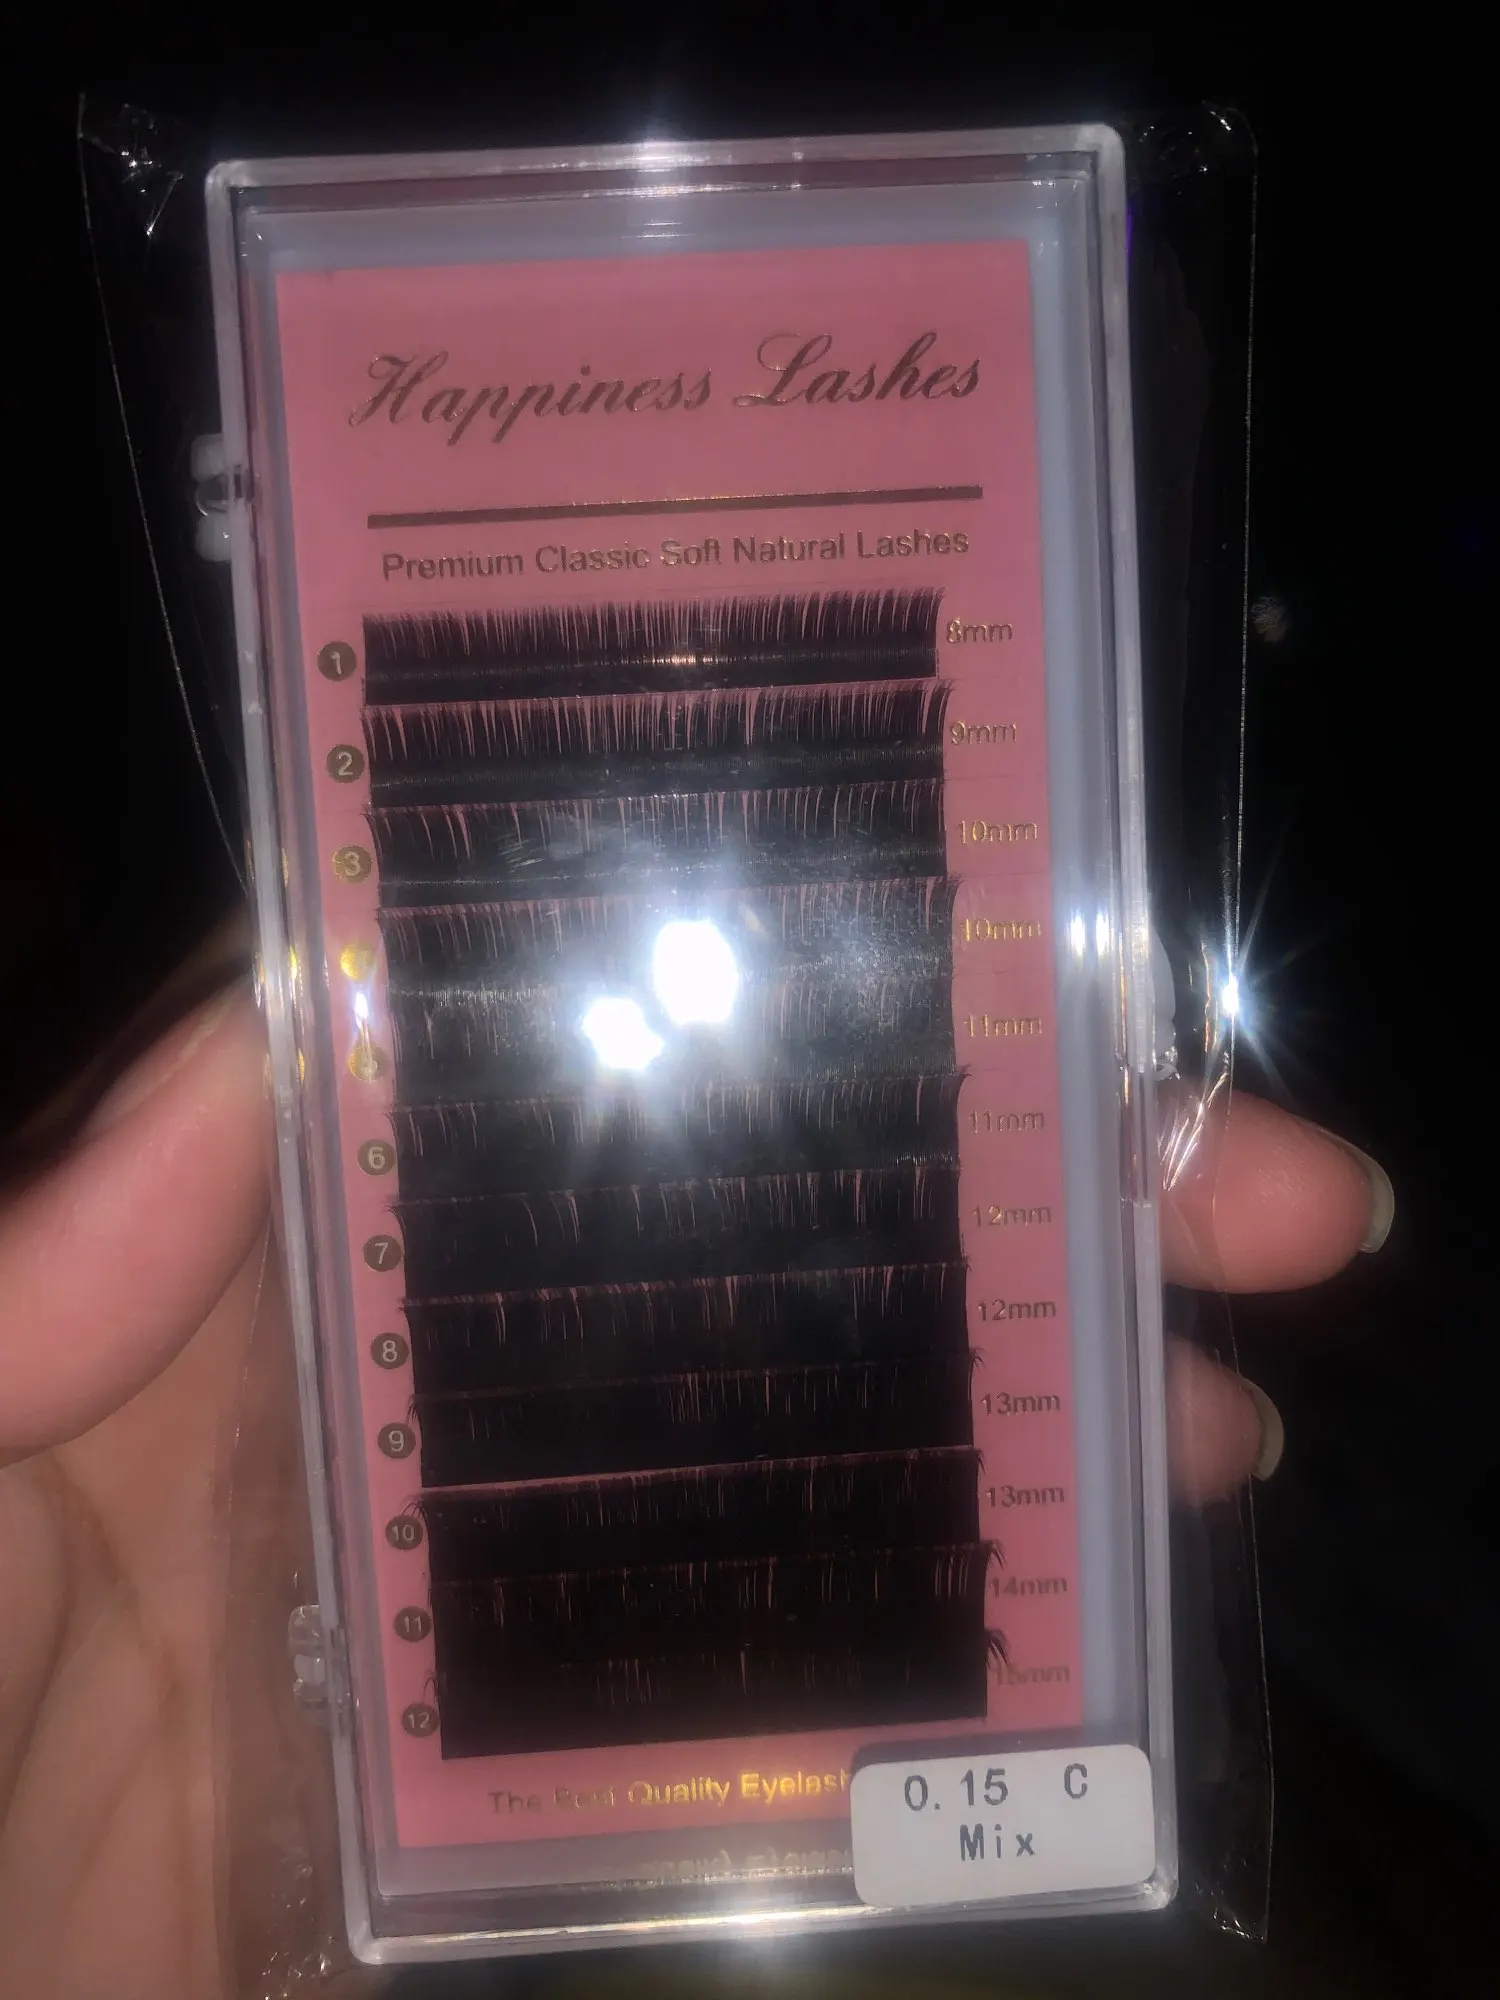 Happiness Lashes
Premium Classic Soft Natural Lashes
1 8mm
2 9mm
3 10mm
10mm
11mm
6 11mm
7 12mm
8 12mm
9 13mm
10 13mm
11 14mm
12 15mm
The Best Quality
0.15 C
Mix